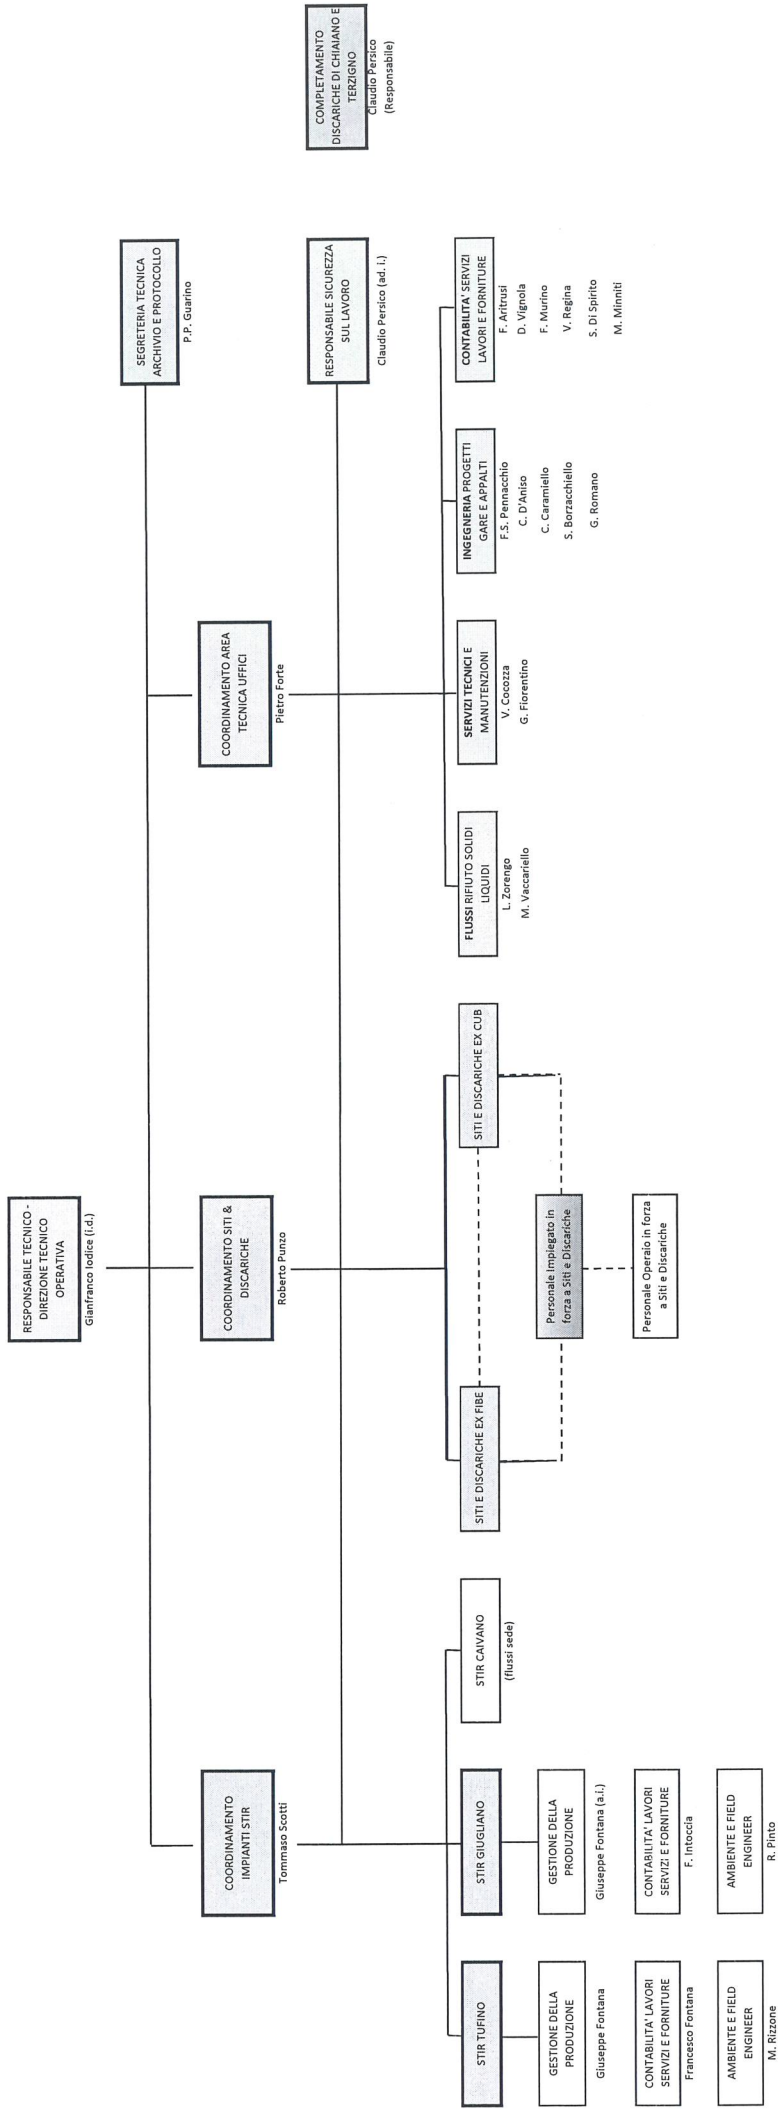 RESPONSABILE TECNICO -
DIREZIONE TECNICO
OPERATIVA
Gianfranco Iodice (i.d.)
SEGRETERIA TECNICA
ARCHIVIO E PROTOCOLLO
P.P. Guarino
COORDINAMENTO
IMPIANTI STIR
Tommaso Scotti
COORDINAMENTO SITI &
DISCARICHE
Roberto Punzo
COORDINAMENTO AREA
TECNICA UFFICI
Pietro Forte
RESPONSABILE SICUREZZA
SUL LAVORO
Claudio Persico (ad. i.)
COMPLETAMENTO
DISCARICHE DI CHIAIANO E
TERZIGNO
Claudio Persico
(Responsabile)
STIR TUFINO
GESTIONE DELLA
PRODUZIONE
Giuseppe Fontana
CONTABILITA' LAVORI
SERVIZI E FORNITURE
Francesco Fontana
AMBIENTE E FIELD
ENGINEER
M. Rizzone
STIR GIUGLIANO
GESTIONE DELLA
PRODUZIONE
Giuseppe Fontana (a.i.)
CONTABILITA' LAVORI
SERVIZI E FORNITURE
F. Intoccia
AMBIENTE E FIELD
ENGINEER
R. Pinto
STIR CAIVANO
(flussi sede)
SITI E DISCARICHE EX FIBE
SITI E DISCARICHE EX CUB
Personale Impiegato in
forza a Siti e Discariche
Personale Operaio in forza
a Siti e Discariche
FLUSSI RIFIUTO SOLIDI
LIQUIDI
L. Zorengo
M. Vaccariello
SERVIZI TECNICI E
MANUTENZIONI
V. Cocozza
G. Fiorentino
INGEGNERIA PROGETTI
GARE E APPALTI
F.S. Pennacchio
C. D'Aniso
C. Caramiello
S. Borzacchiello
G. Romano
CONTABILITA' SERVIZI
LAVORI E FORNITURE
F. Aritrusi
D. Vignola
F. Murino
V. Regina
S. Di Spirito
M. Minniti